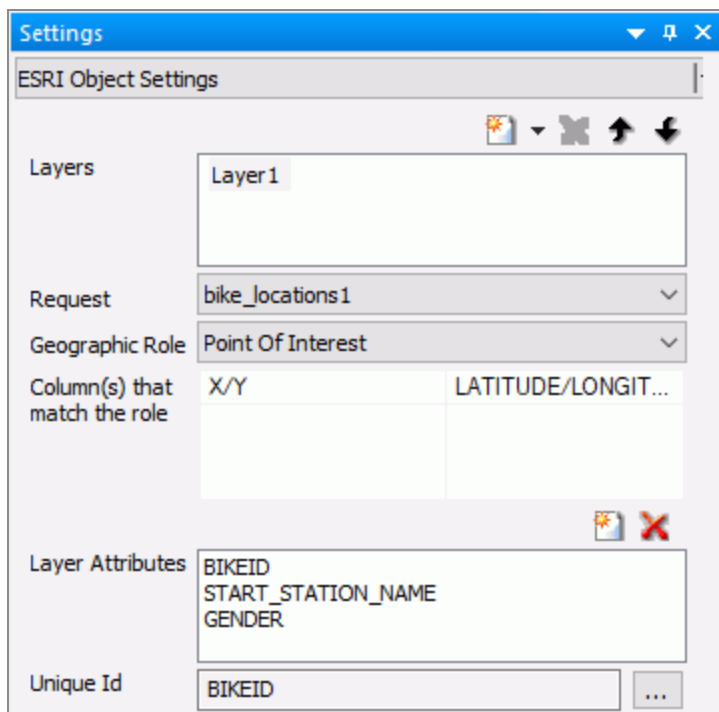 Settings
ESRI Object Settings
Layers
Layer1
Request
bike_locations1
Geographic Role
Point Of Interest
Column(s) that
match the role
X/Y
LATITUDE/LONGIT...
Layer Attributes
BIKEID
START_STATION_NAME
GENDER
Unique Id
BIKEID
...